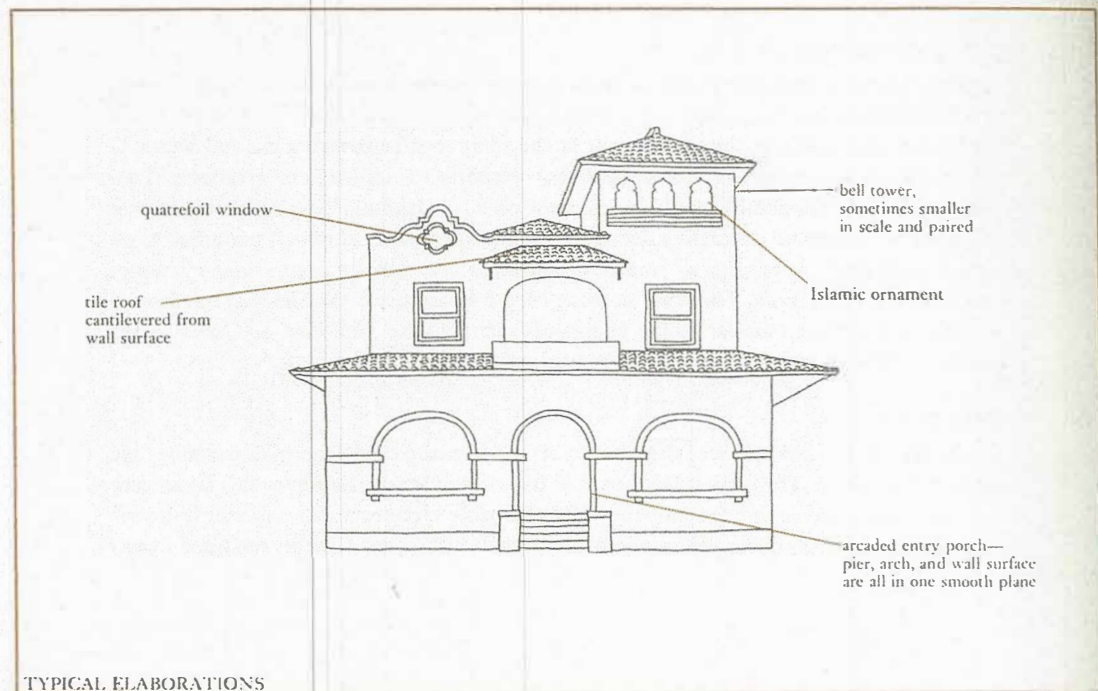 quatrefoil window
bell tower,
sometimes smaller
in scale and paired
Islamic ornament
tile roof
cantilevered from
wall surface
arcaded entry porch—
pier, arch, and wall surface
are all in one smooth plane
TYPICAL ELABORATIONS